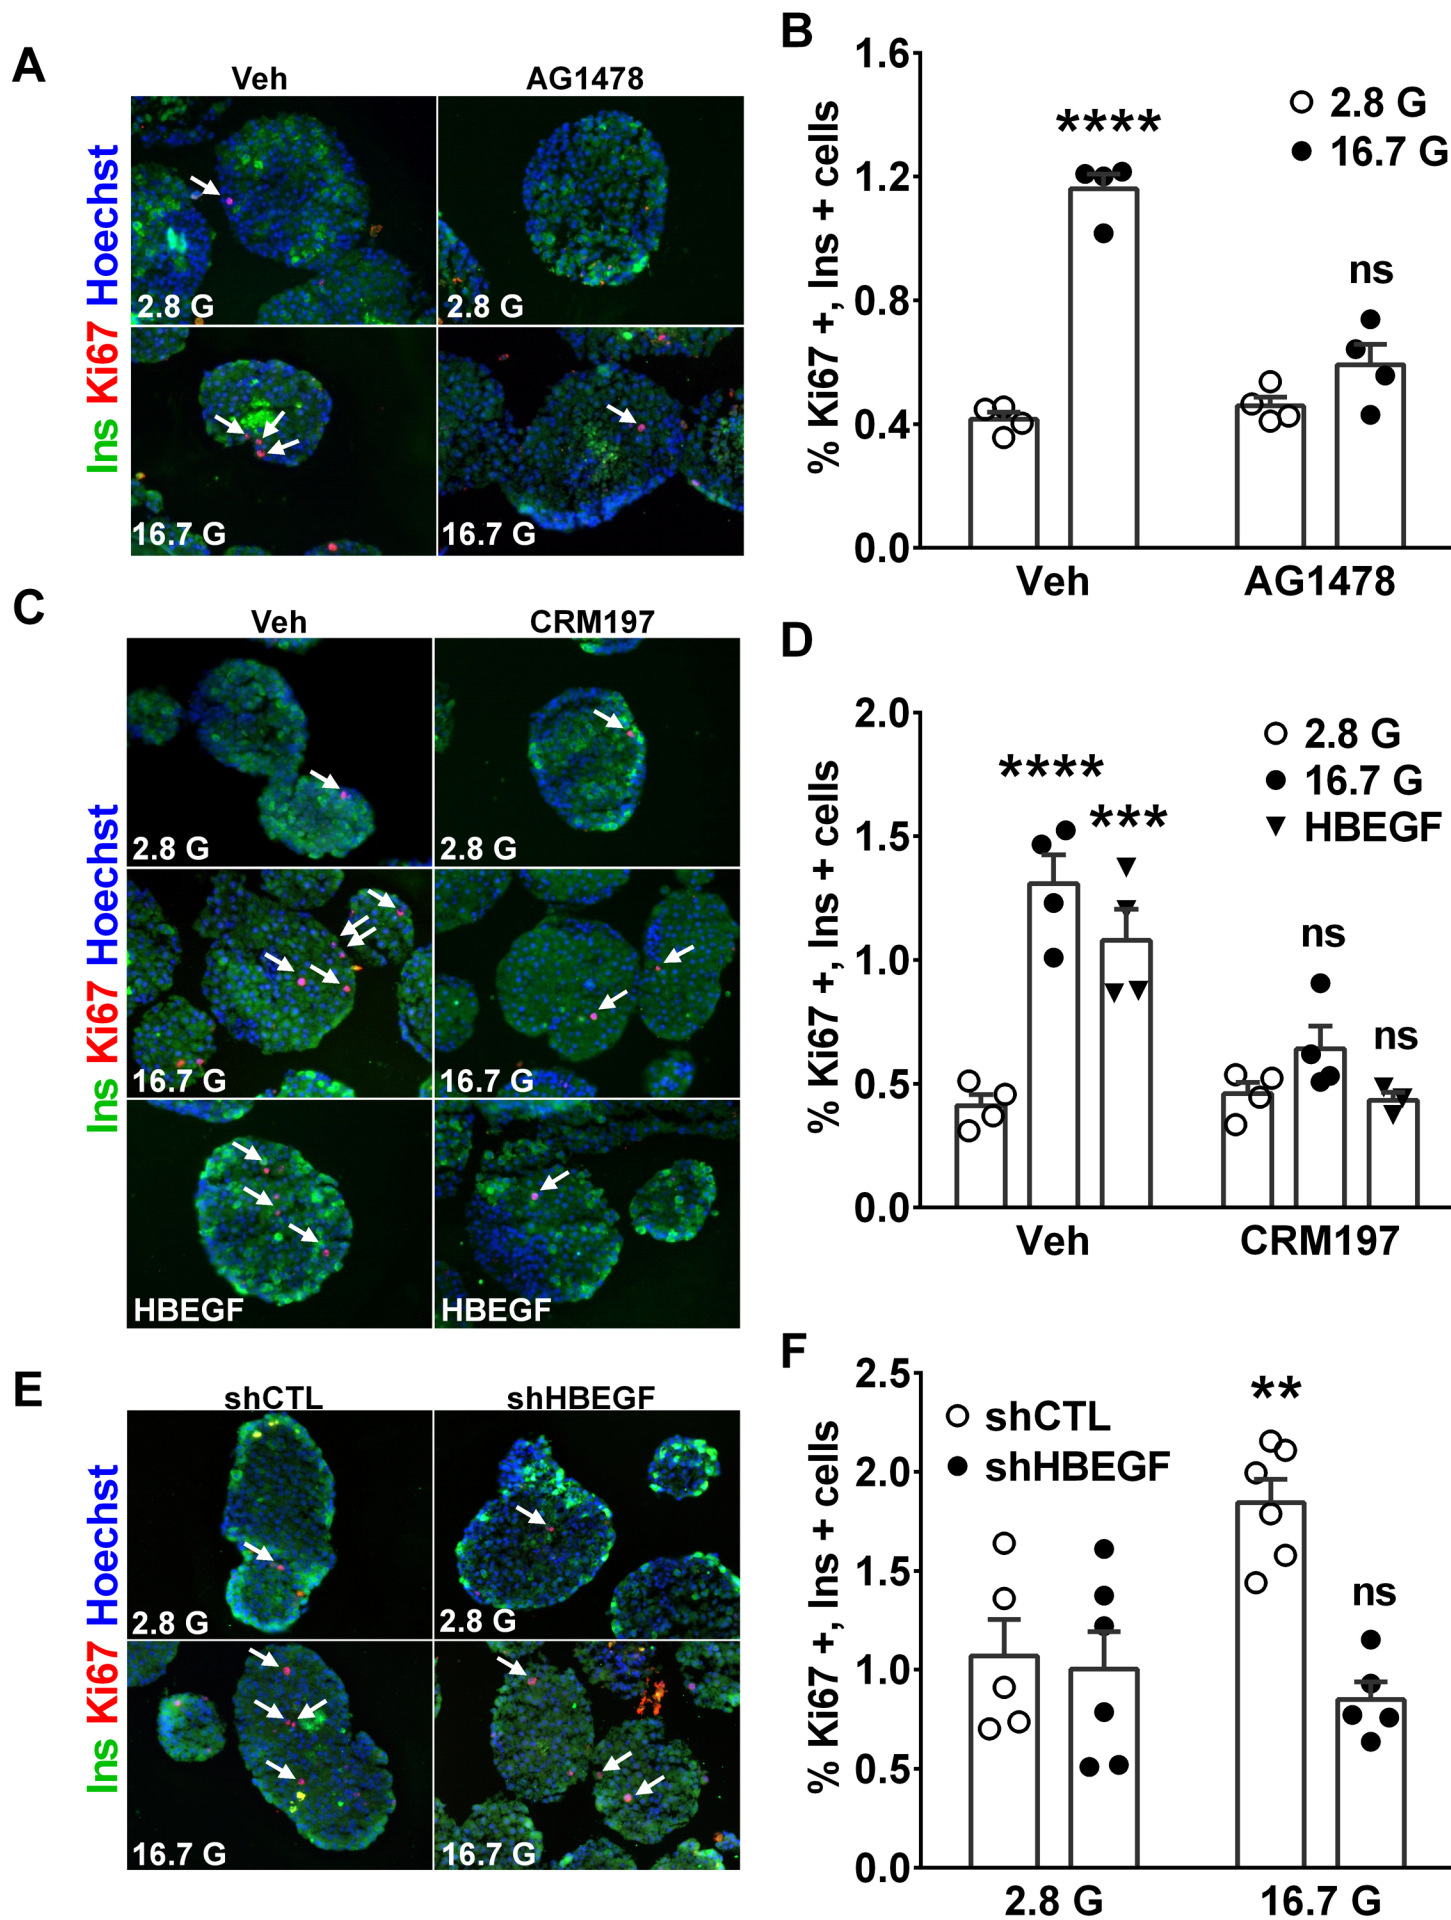 A
Veh
AG1478
Ins Ki67 Hoechst
2.8 G
2.8 G
16.7 G
16.7 G
B
% Ki67 +, Ins + cells
1.6
1.2
0.8
0.4
0.0
****
ns
2.8 G
16.7 G
Veh
AG1478
C
Veh
CRM197
Ins Ki67 Hoechst
2.8 G
2.8 G
16.7 G
16.7 G
HBEGF
HBEGF
D
% Ki67 +, Ins + cells
2.0
1.5
1.0
0.5
0.0
****
***
ns
ns
2.8 G
16.7 G
HBEGF
Veh
CRM197
E
shCTL
shHBEGF
Ins Ki67 Hoechst
2.8 G
2.8 G
16.7 G
16.7 G
F
% Ki67 +, Ins + cells
2.5
2.0
1.5
1.0
0.5
0.0
shCTL
shHBEGF
**
ns
2.8 G
16.7 G